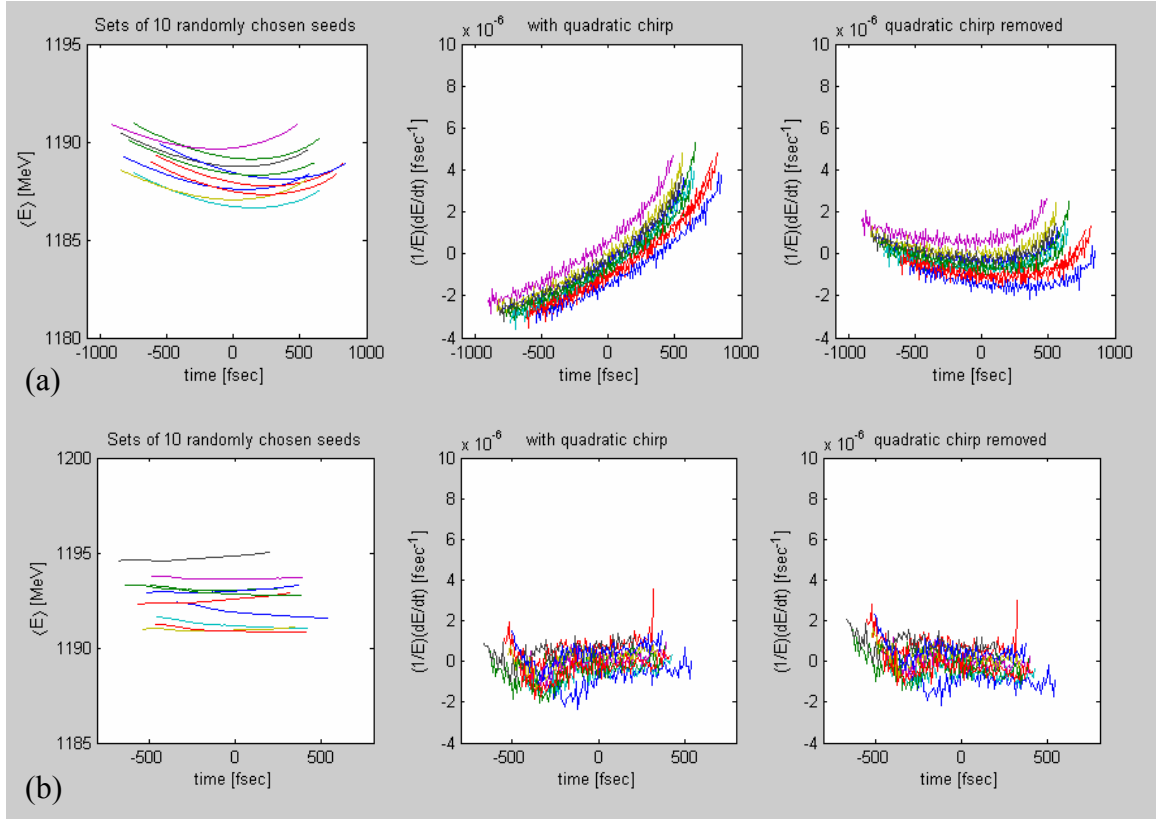 Sets of 10 randomly chosen seeds
1195
1190
1185
1180
⟨E⟩ [MeV]
-1000 -500 0 500 1000
time [fsec]
(a)
with quadratic chirp
x 10⁻⁶
10
8
6
4
2
0
-2
-4
(1/E)(dE/dt) [fsec⁻¹]
-1000 -500 0 500 1000
time [fsec]
quadratic chirp removed
x 10⁻⁶
10
8
6
4
2
0
-2
-4
(1/E)(dE/dt) [fsec⁻¹]
-1000 -500 0 500 1000
time [fsec]
Sets of 10 randomly chosen seeds
1200
1195
1190
1185
⟨E⟩ [MeV]
-500 0 500
time [fsec]
(b)
with quadratic chirp
x 10⁻⁶
10
8
6
4
2
0
-2
-4
(1/E)(dE/dt) [fsec⁻¹]
-500 0 500
time [fsec]
quadratic chirp removed
x 10⁻⁶
10
8
6
4
2
0
-2
-4
(1/E)(dE/dt) [fsec⁻¹]
-500 0 500
time [fsec]